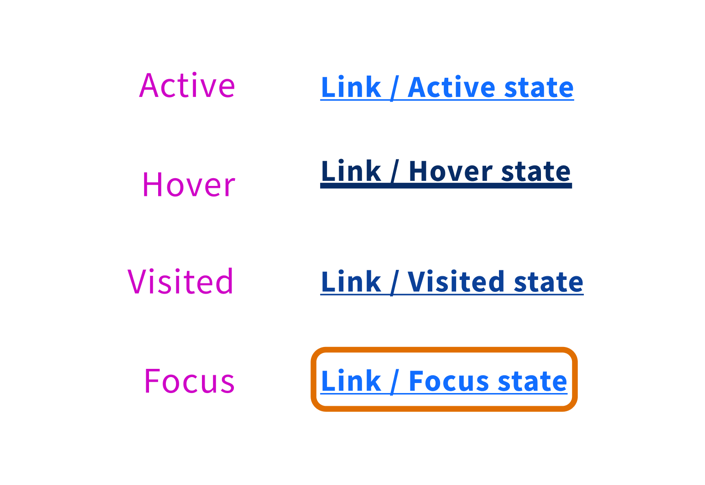 Active Link / Active state
Hover Link / Hover state
Visited Link / Visited state
Focus Link / Focus state